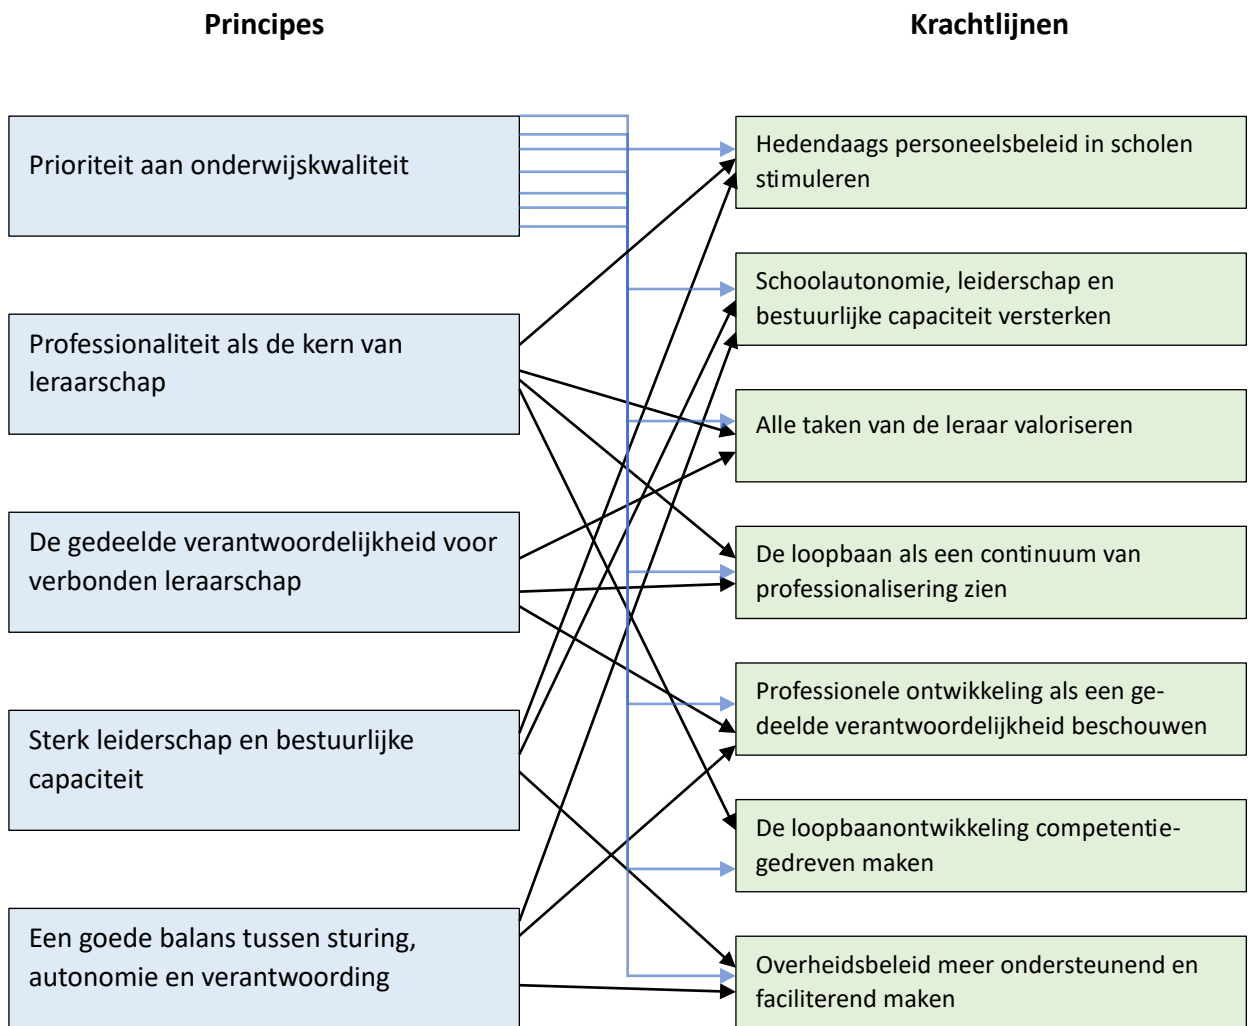 Principes
Krachtlijnen
Prioriteit aan onderwijskwaliteit
Professionaliteit als de kern van
leraarschap
De gedeelde verantwoordelijkheid voor
verbonden leraarschap
Sterk leiderschap en bestuurlijke
capaciteit
Een goede balans tussen sturing,
autonomie en verantwoording
Hedendaags personeelsbeleid in scholen
stimuleren
Schoolautonomie, leiderschap en
bestuurlijke capaciteit versterken
Alle taken van de leraar valoriseren
De loopbaan als een continuum van
professionalisering zien
Professionele ontwikkeling als een ge-
deelde verantwoordelijkheid beschouwen
De loopbaanontwikkeling competentie-
gedreven maken
Overheidsbeleid meer ondersteunend en
faciliterend maken